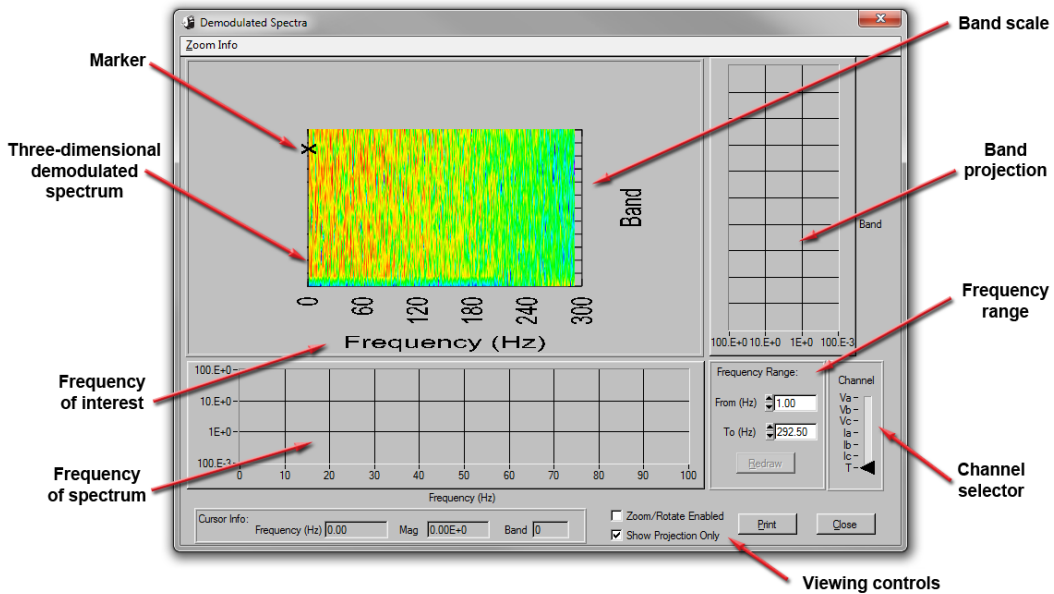 Demodulated Spectra
Zoom Info
Band scale
Marker
Three-dimensional
demodulated
spectrum
Band
projection
Band
Band
0
60
120
180
240
300
Frequency (Hz)
100.E+0 10.E+0 1E+0 100.E-3
Frequency
range
Frequency
of interest
100.E+0
10.E+0
1E+0
100.E-3
0 10 20 30 40 50 60 70 80 90 100
Frequency (Hz)
Frequency
of spectrum
Frequency Range:
From (Hz) 1.00
To (Hz) 292.50
Redraw
Channel
Va
Vb
Vc
Ia
Ib
Ic
T
Channel
selector
Cursor Info:
Frequency (Hz) 0.00 Mag 0.00E+0 Band 0
Zoom/Rotate Enabled
Show Projection Only
Print
Close
Viewing controls